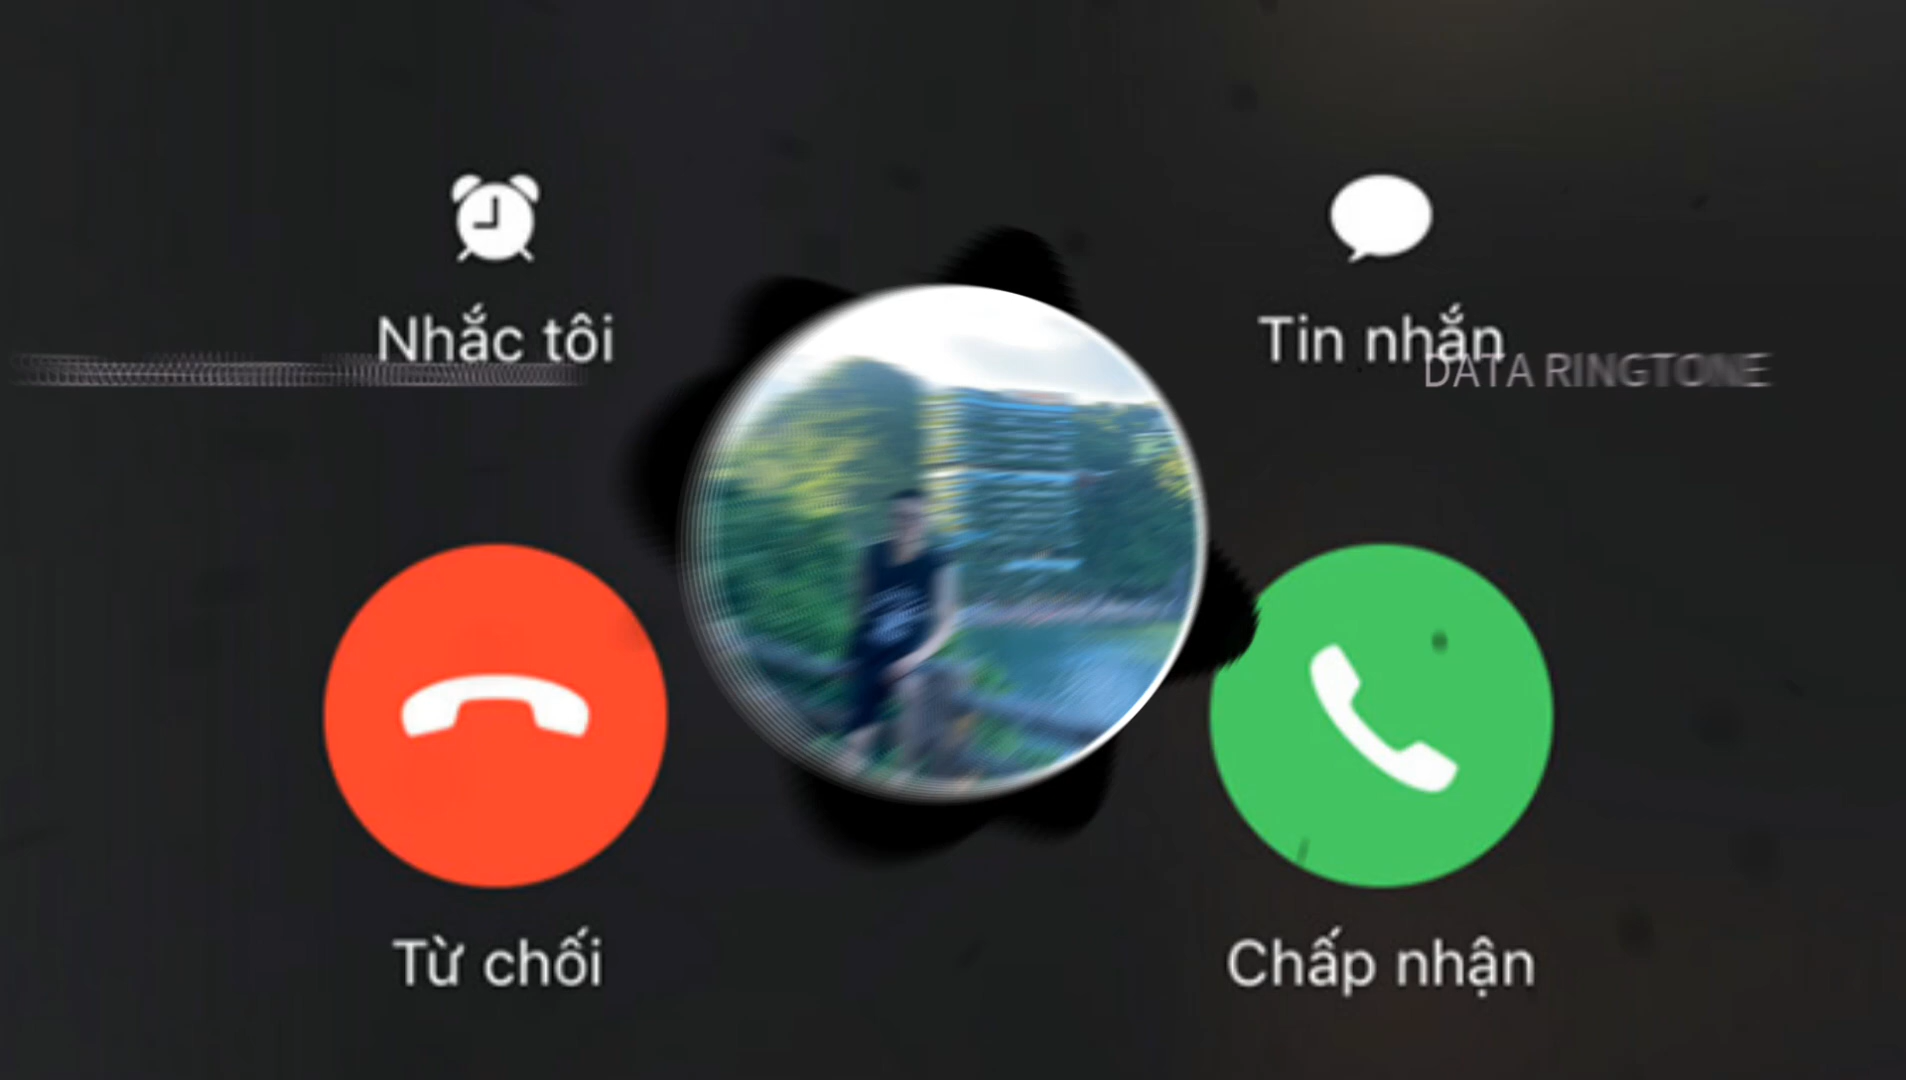 Nhắc tôi
Tin nhắn
DATA RINGTONE
Từ chối
Chấp nhận